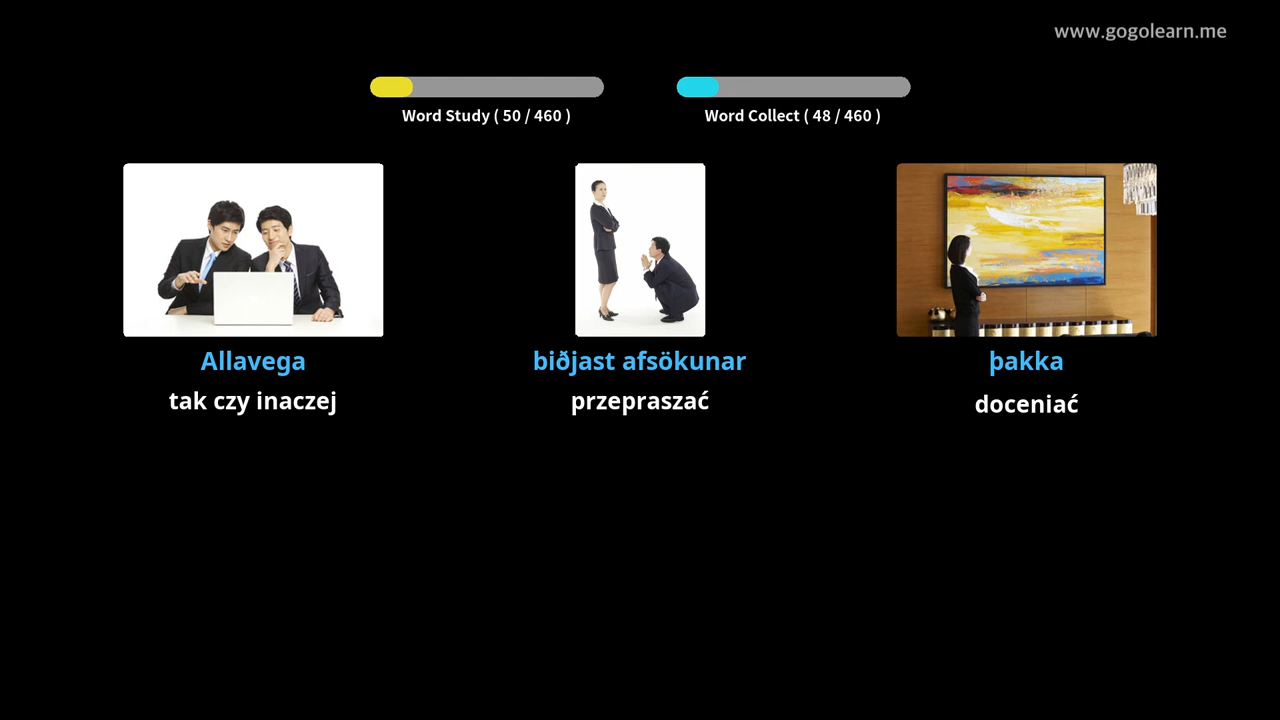 www.gogolearn.me
Word Study ( 50 / 460 )
Word Collect ( 48 / 460 )
Allavega
biðjast afsökunar
þakka
tak czy inaczej
przepraszać
doceniać